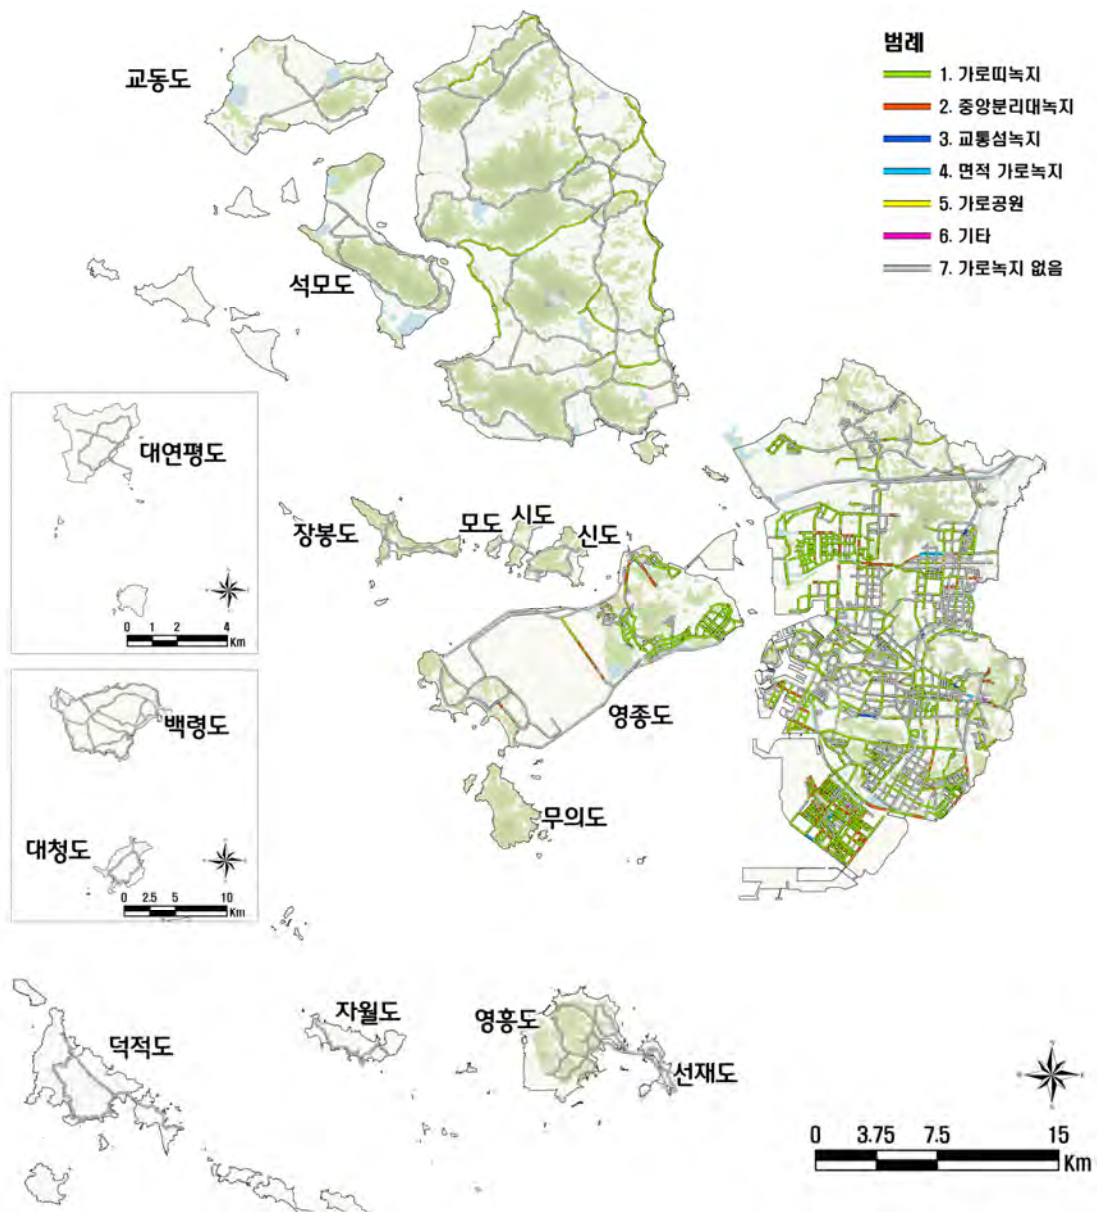 범례
1. 가로띠녹지
2. 중앙분리대녹지
3. 교통섬녹지
4. 면적 가로녹지
5. 가로공원
6. 기타
7. 가로녹지 없음
교동도
석모도
대연평도
0 1 2 4
Km
장봉도
모도
시도
신도
영종도
백령도
대청도
0 2.5 5 10
Km
무의도
덕적도
자월도
영흥도
선재도
0 3.75 7.5 15
Km